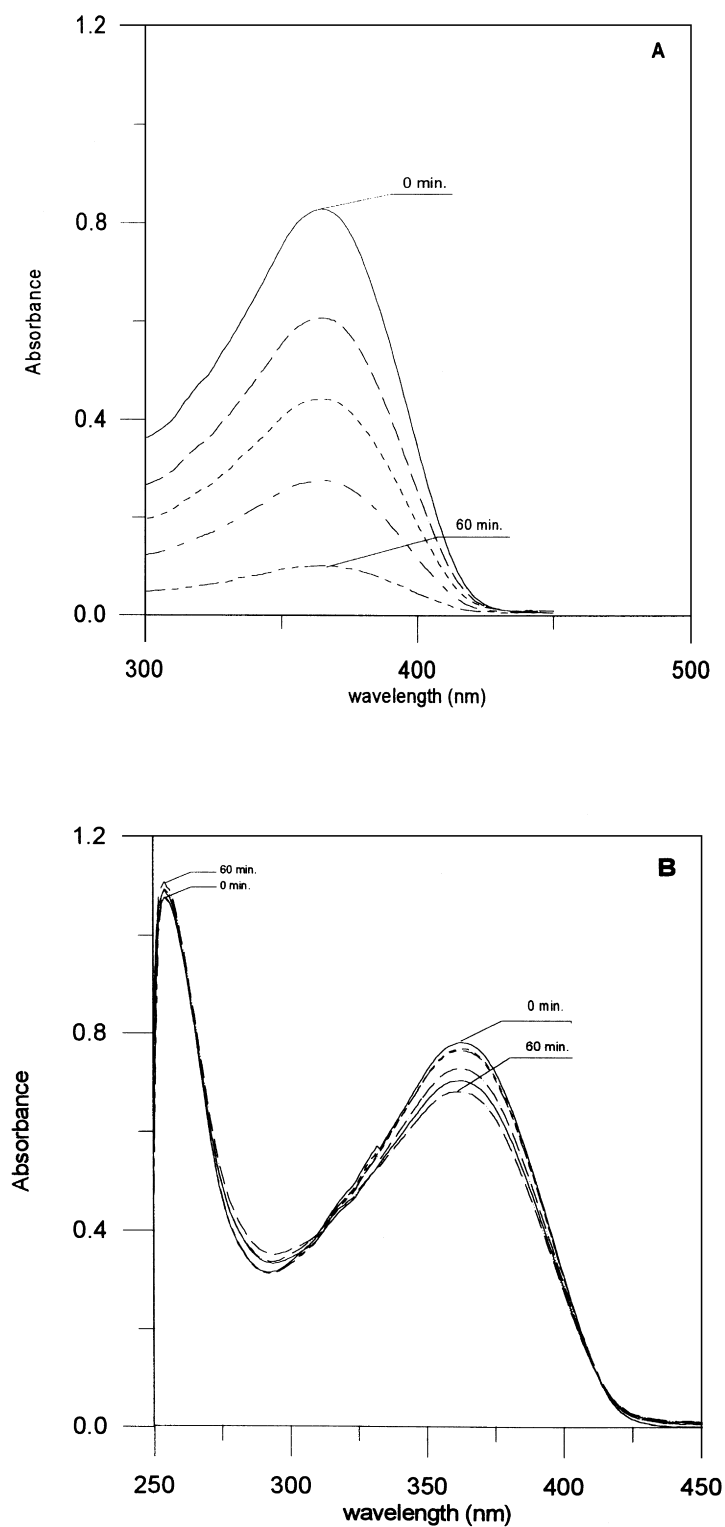 1.2
A
0 min.
0.8
Absorbance
0.4
60 min.
0.0
300
400
500
wavelength (nm)
1.2
B
60 min.
0 min.
0 min.
0.8
60 min.
Absorbance
0.4
0.0
250
300
350
400
450
wavelength (nm)